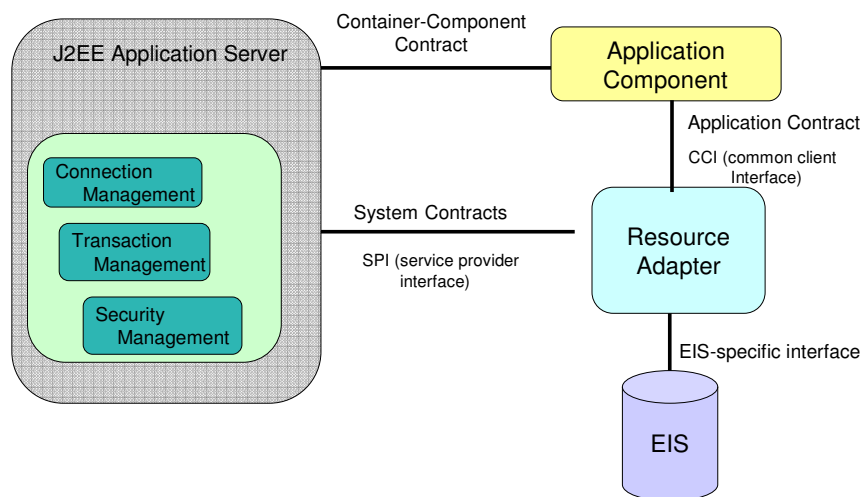 J2EE Application Server
Connection
Management
Transaction
Management
Security
Management
Container-Component
Contract
System Contracts
SPI (service provider
interface)
Application
Component
Application Contract
CCI (common client
Interface)
Resource
Adapter
EIS-specific interface
EIS